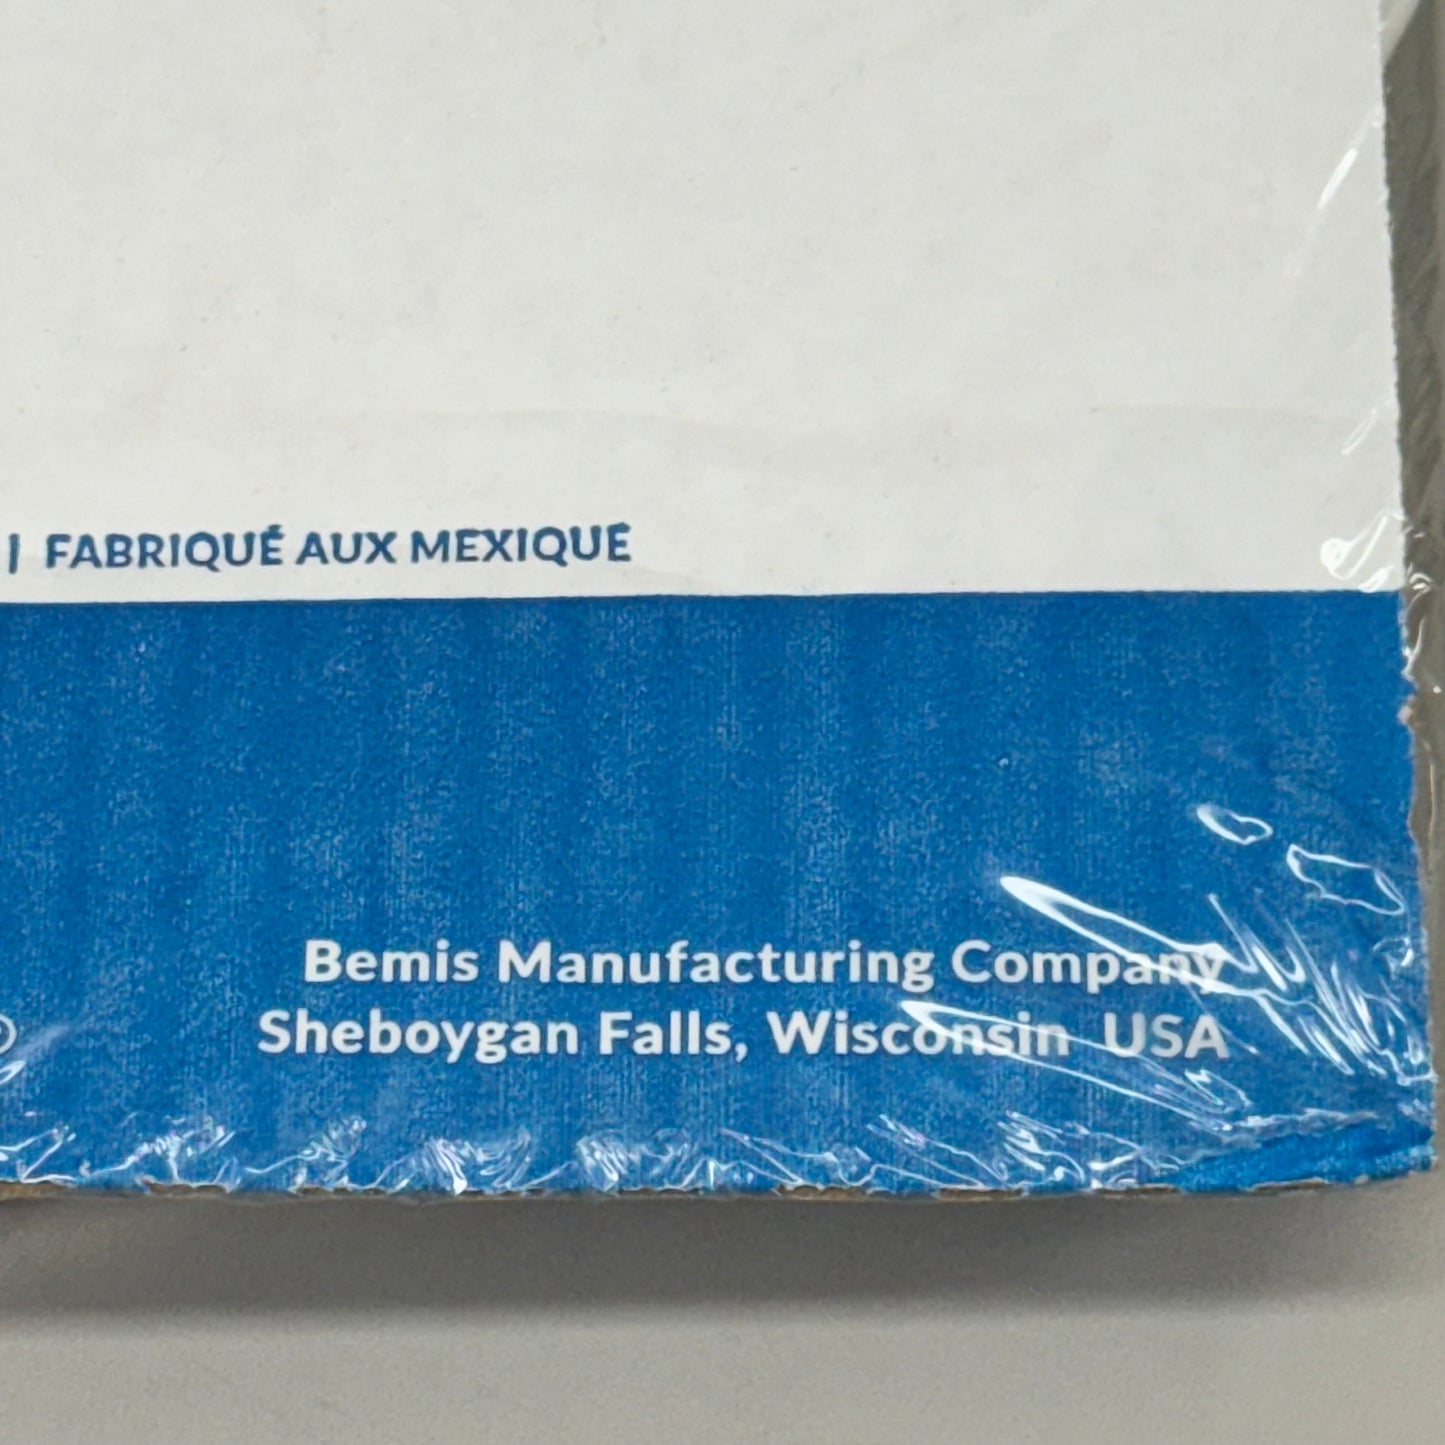 | FABRIQUÉ AUX MEXIQUE
Bemis Manufacturing Company
®
Sheboygan Falls, Wisconsin USA